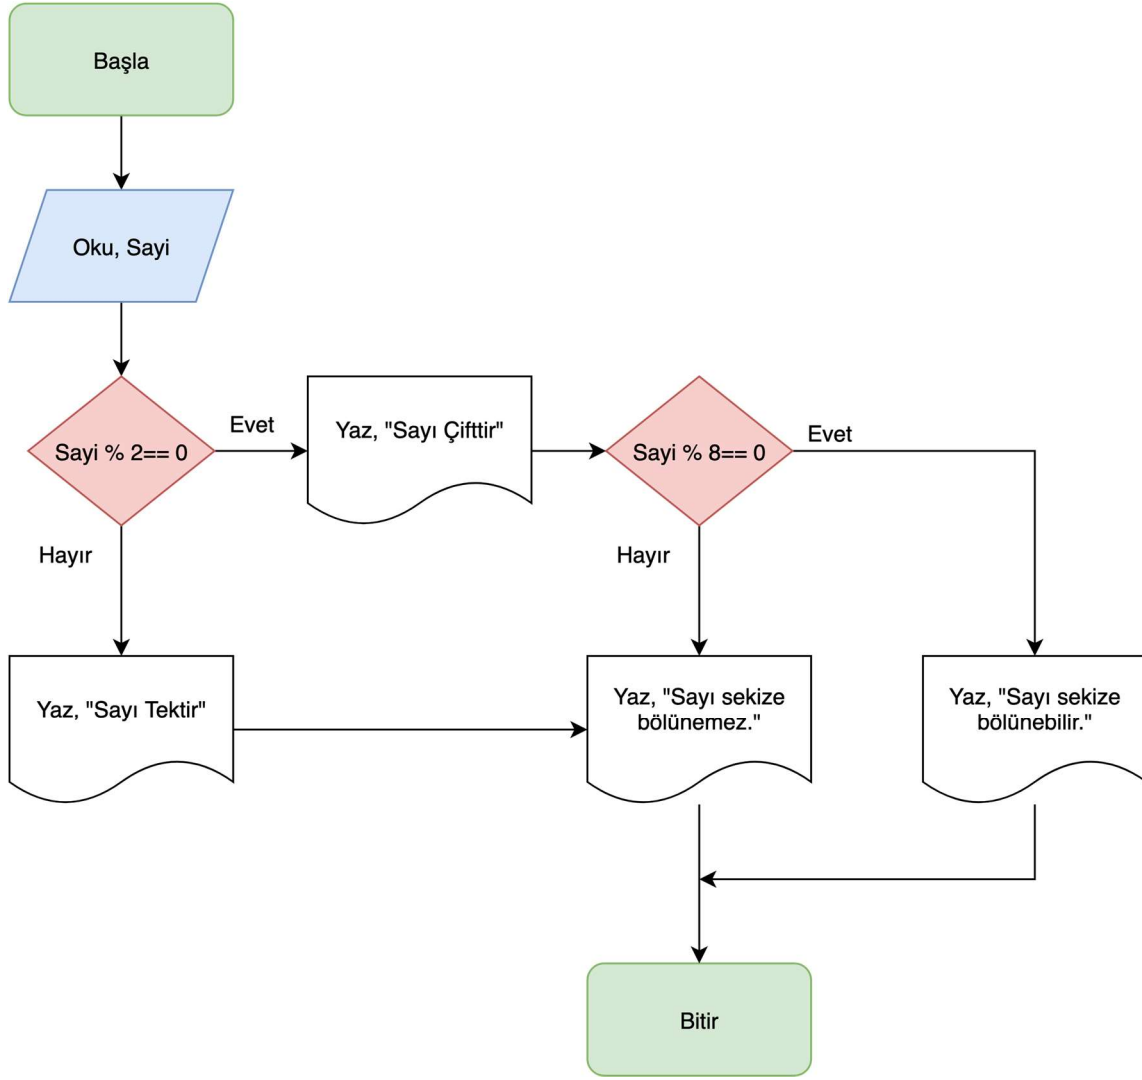 Başla
Oku, Sayi
Sayi % 2== 0
Evet
Yaz, "Sayı Çifttir"
Sayi % 8== 0
Evet
Hayır
Hayır
Yaz, "Sayı Tektir"
Yaz, "Sayı sekize
bölünemez."
Yaz, "Sayı sekize
bölünebilir."
Bitir